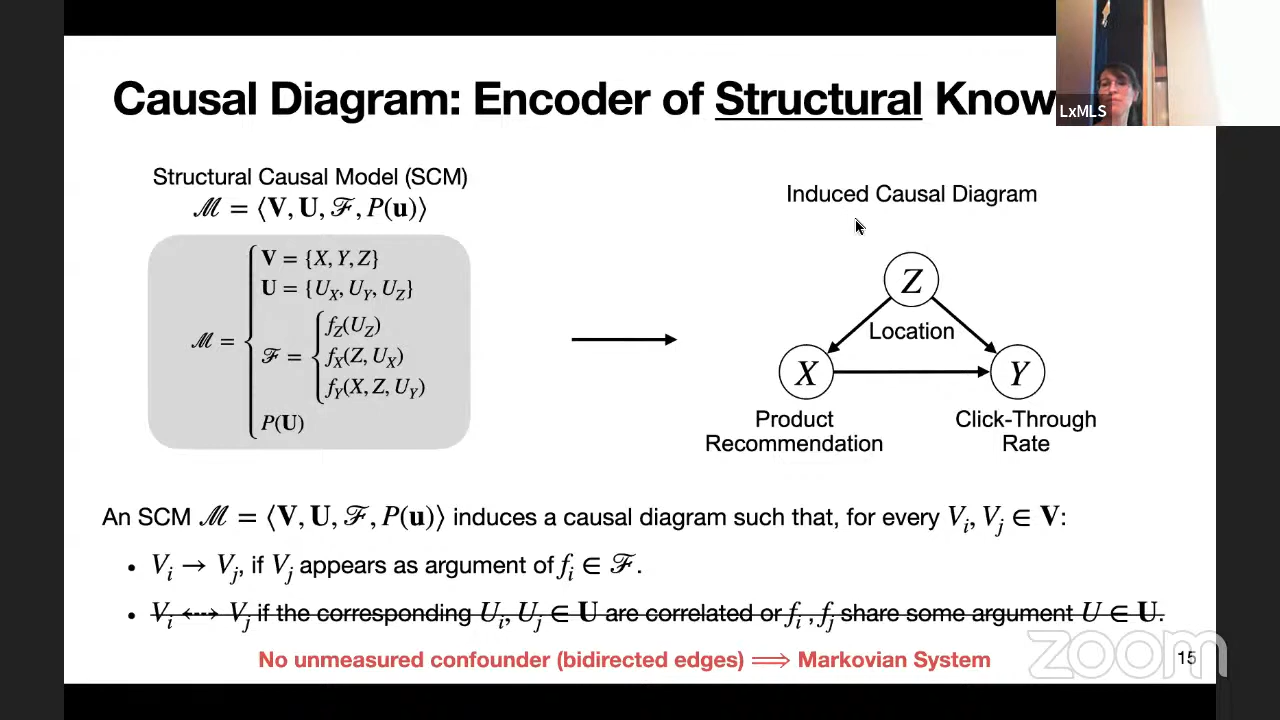 Causal Diagram: Encoder of Structural Know
LxMLS
Structural Causal Model (SCM)
ℳ = ⟨V, U, ℱ, P(u)⟩
V = {X, Y, Z}
U = {U_X, U_Y, U_Z}
f_Z(U_Z)
ℳ = ℱ = f_X(Z, U_X)
f_Y(X, Z, U_Y)
P(U)
Induced Causal Diagram
Z
Location
X
Y
Product
Recommendation
Click-Through
Rate
An SCM ℳ = ⟨V, U, ℱ, P(u)⟩ induces a causal diagram such that, for every V_i, V_j ∈ V:
• V_i → V_j, if V_j appears as argument of f_i ∈ ℱ.
• V_i ⇠⇢ V_j if the corresponding U_i, U_j ∈ U are correlated or f_i, f_j share some argument U ∈ U.
No unmeasured confounder (bidirected edges) ⟹ Markovian System
zoom
15